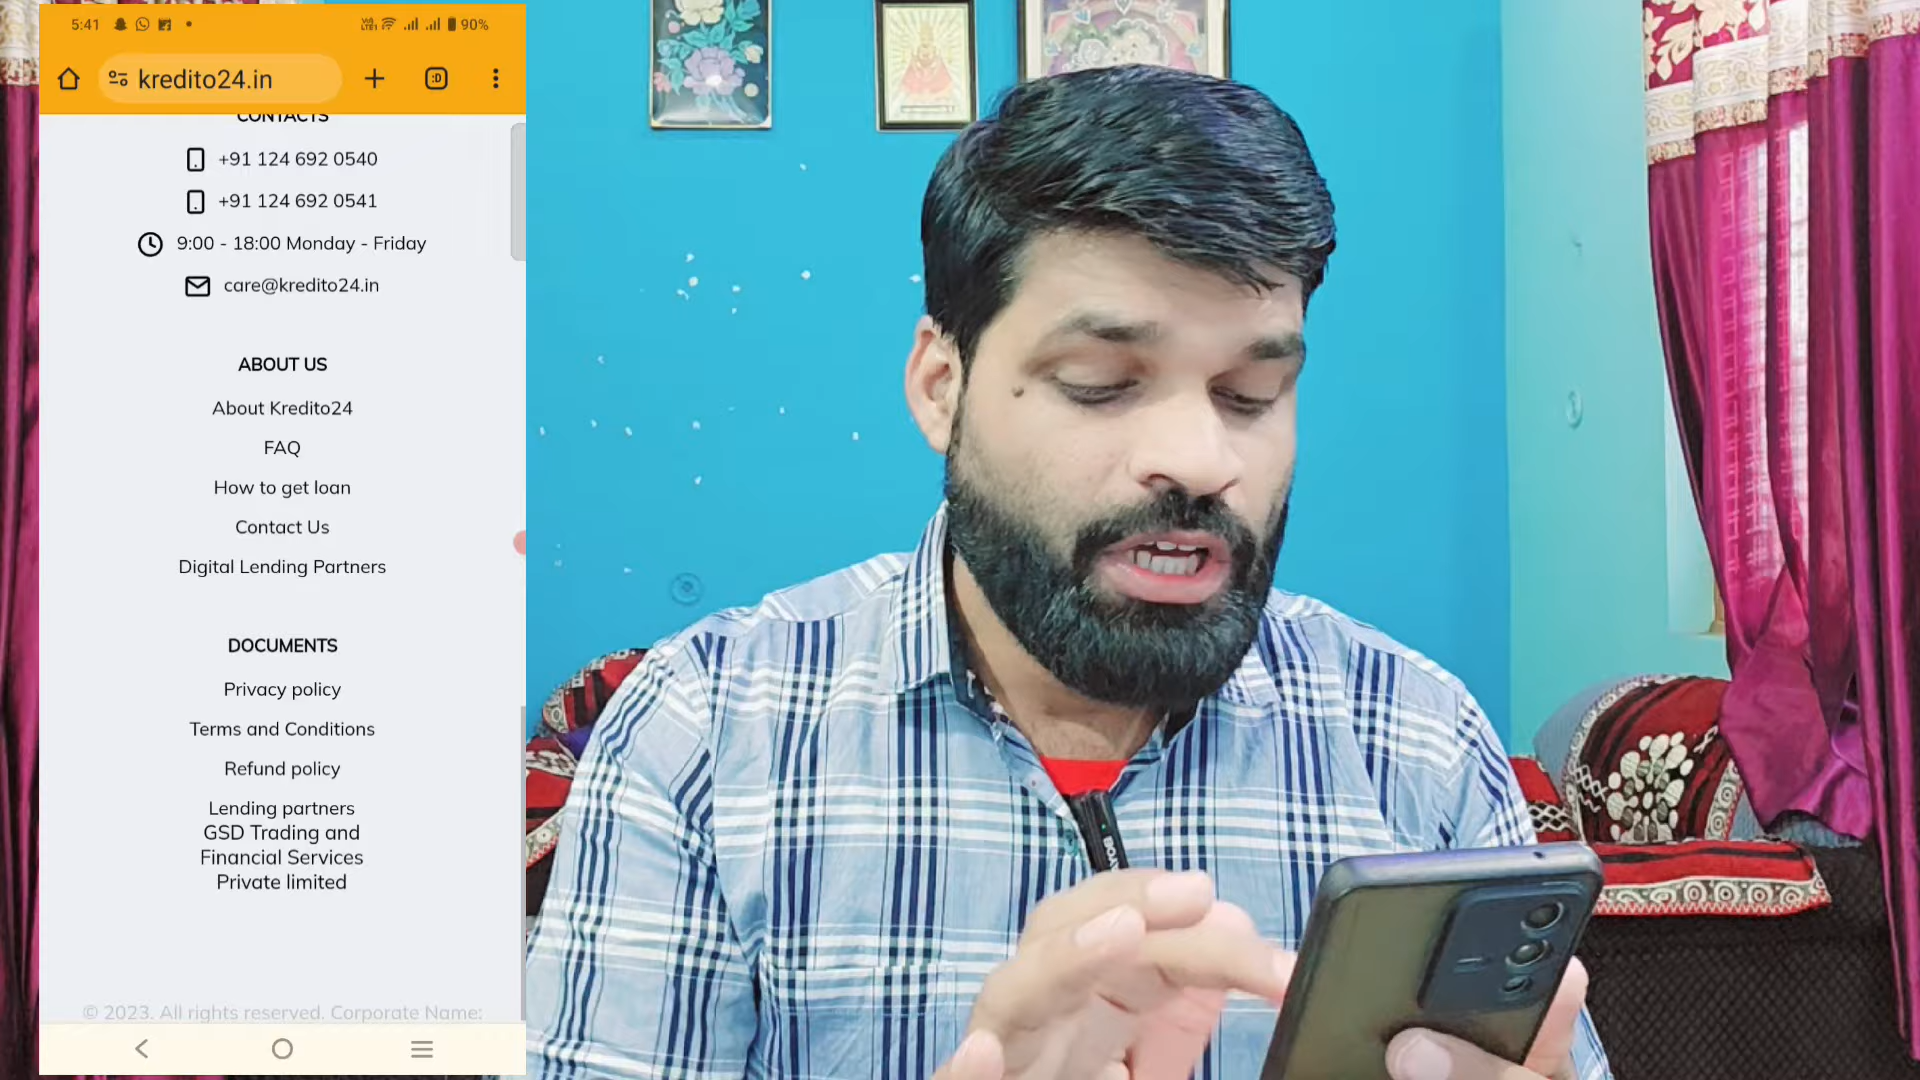 5:41
90%
kredito24.in
:D
CONTACTS
+91 124 692 0540
+91 124 692 0541
9:00 - 18:00 Monday - Friday
care@kredito24.in
ABOUT US
About Kredito24
FAQ
How to get loan
Contact Us
Digital Lending Partners
DOCUMENTS
Privacy policy
Terms and Conditions
Refund policy
Lending partners
GSD Trading and
Financial Services
Private limited
© 2023. All rights reserved. Corporate Name:
BOYA